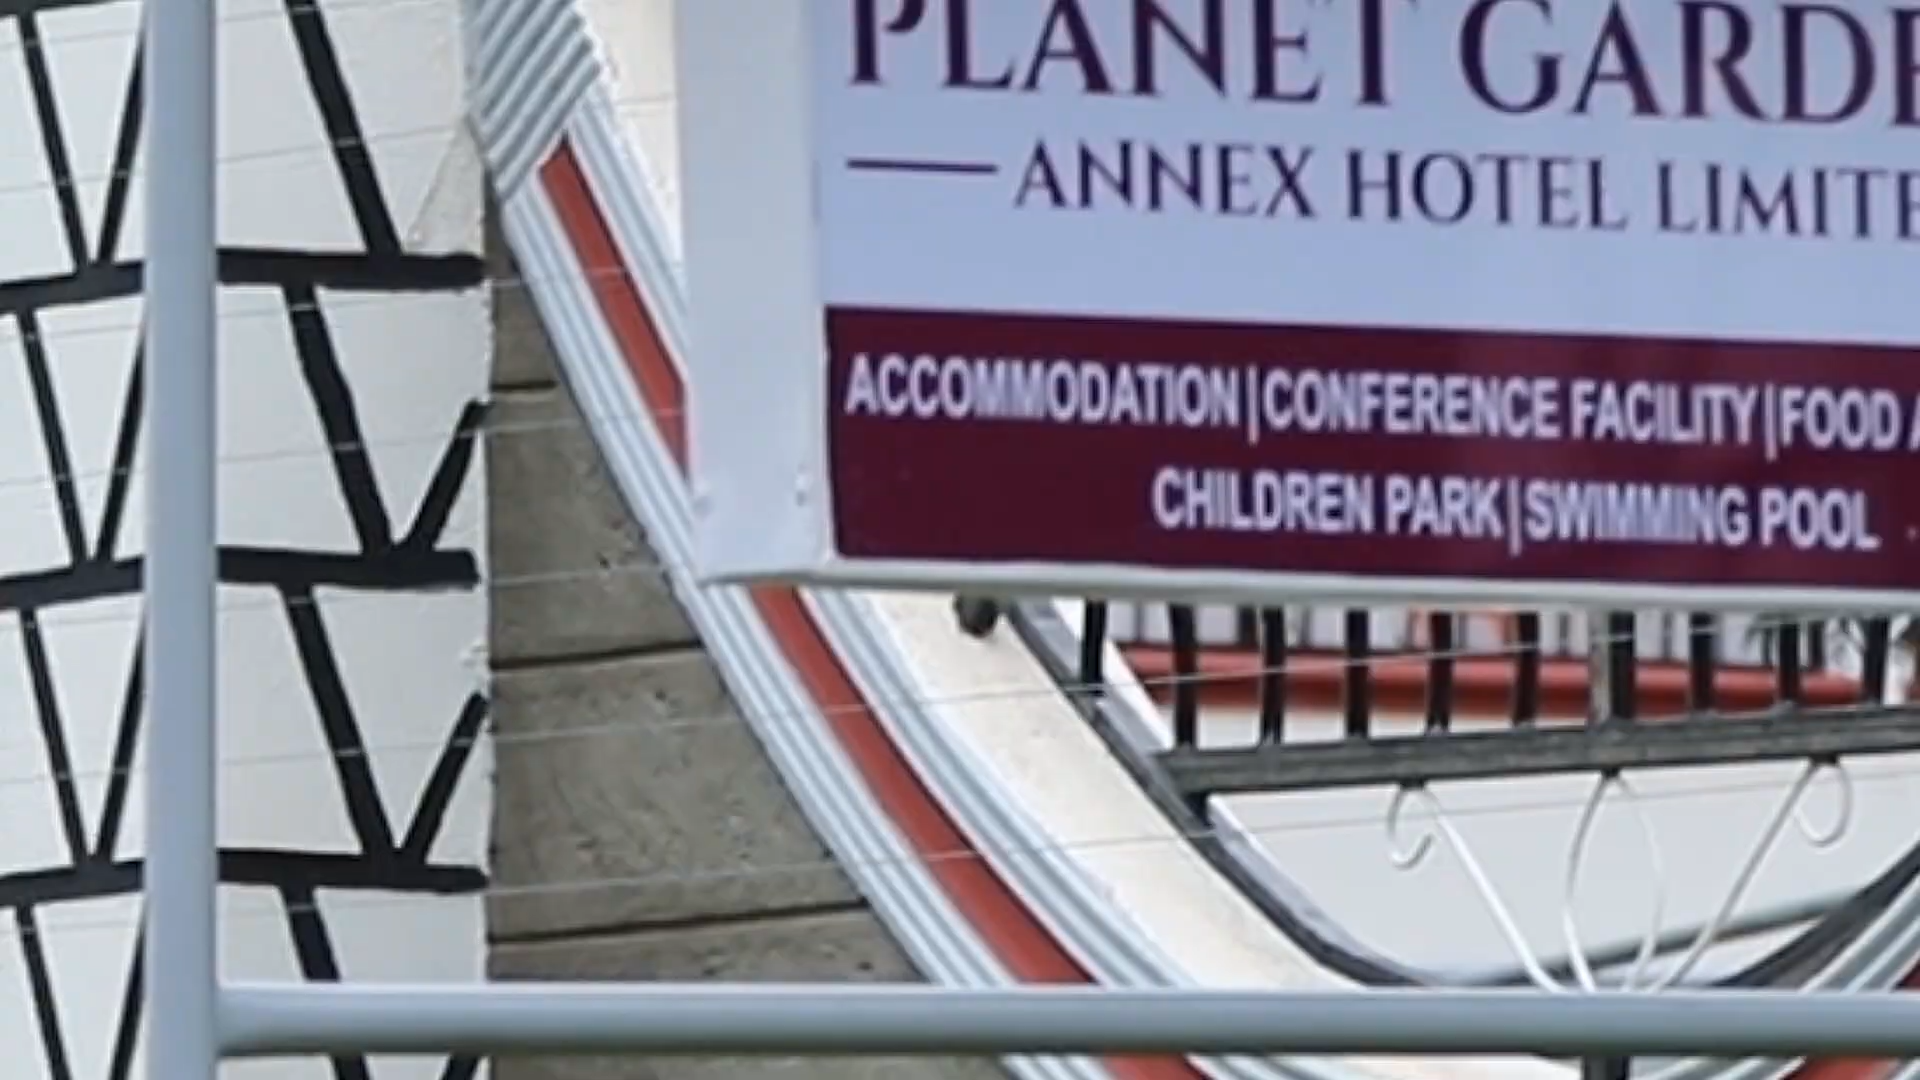 PLANET GARDE
ANNEX HOTEL LIMITE
ACCOMMODATION|CONFERENCE FACILITY|FOOD A
CHILDREN PARK|SWIMMING POOL